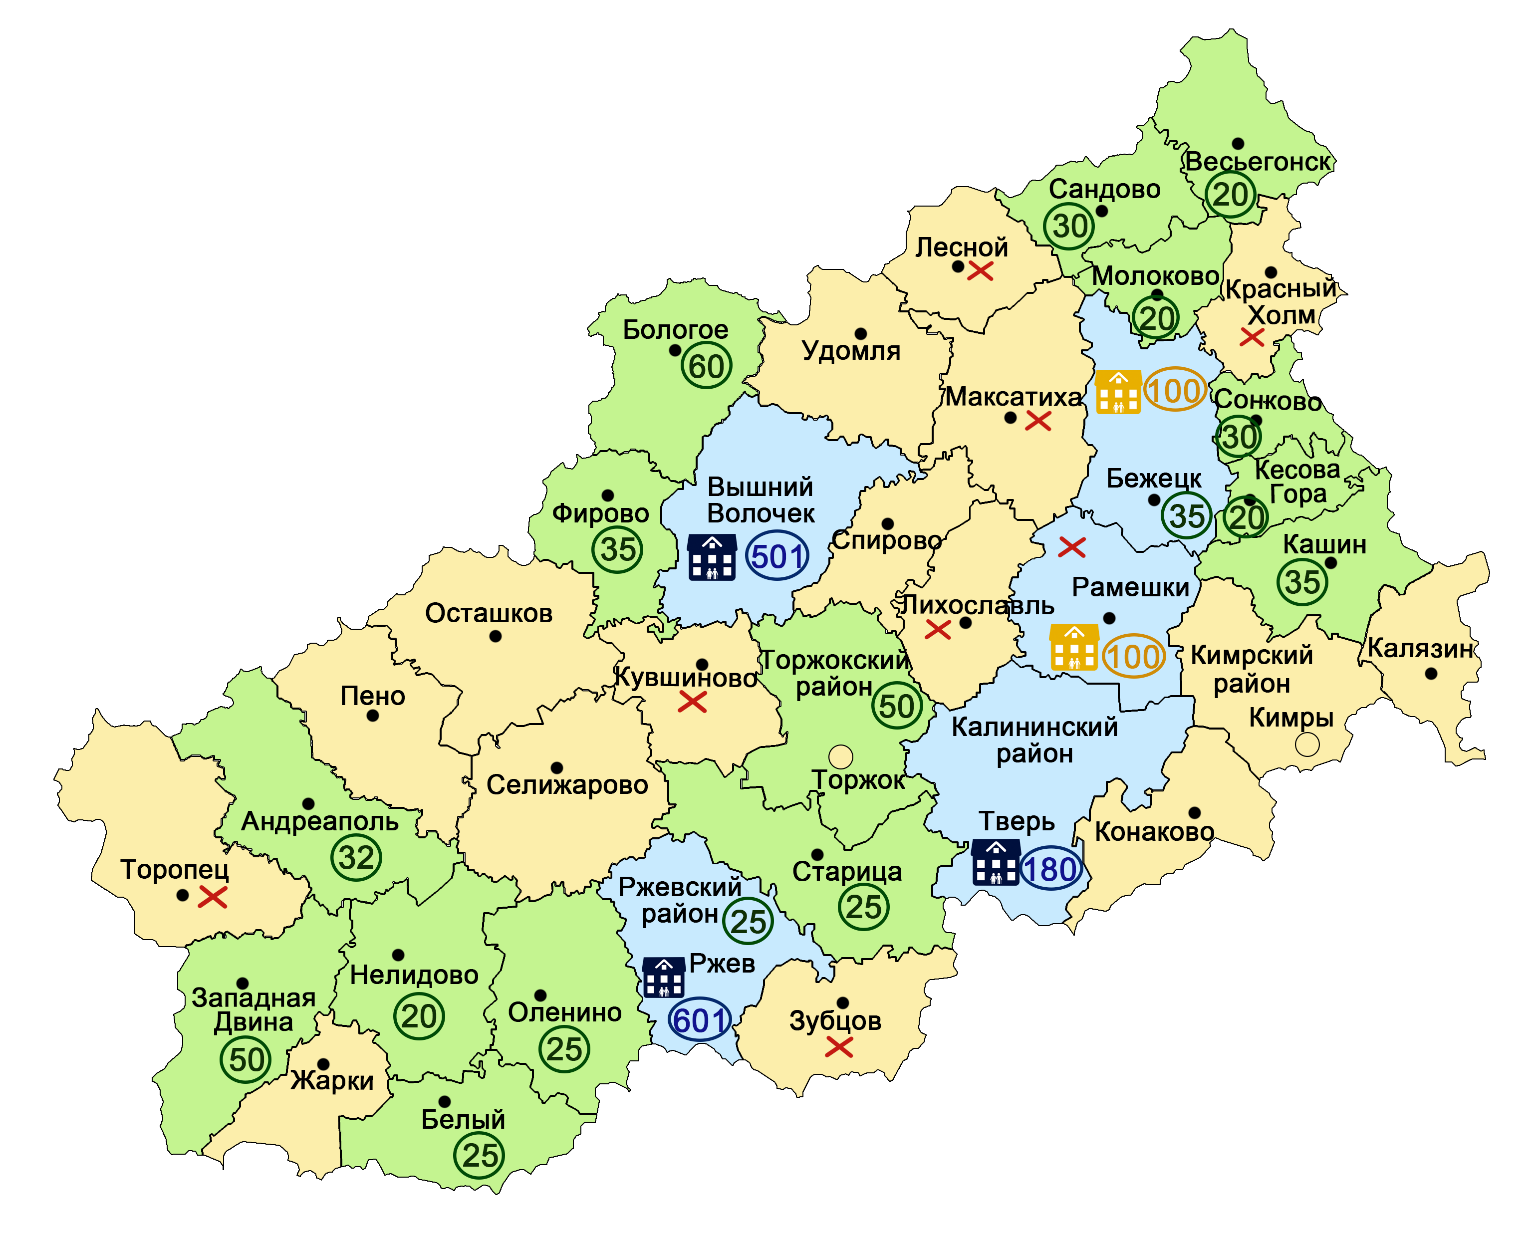 Весьегонск
20
Сандово
30
Лесной
Молоково
20
Красный
Холм
Бологое
60
Удомля
Максатиха
100
Сонково
30
Бежецк
35
Кесова
Гора
20
Вышний
Волочек
501
Фирово
35
Спирово
Кашин
35
Рамешки
100
Лихославль
Осташков
Кувшиново
Торжокский
район
50
Кимрский
район
Кимры
Калязин
Пено
Калининский
район
Торжок
Селижарово
Андреаполь
32
Тверь
180
Конаково
Торопец
Старица
25
Ржевский
район
25
Ржев
601
Нелидово
20
Западная
Двина
50
Оленино
25
Зубцов
Жарки
Белый
25